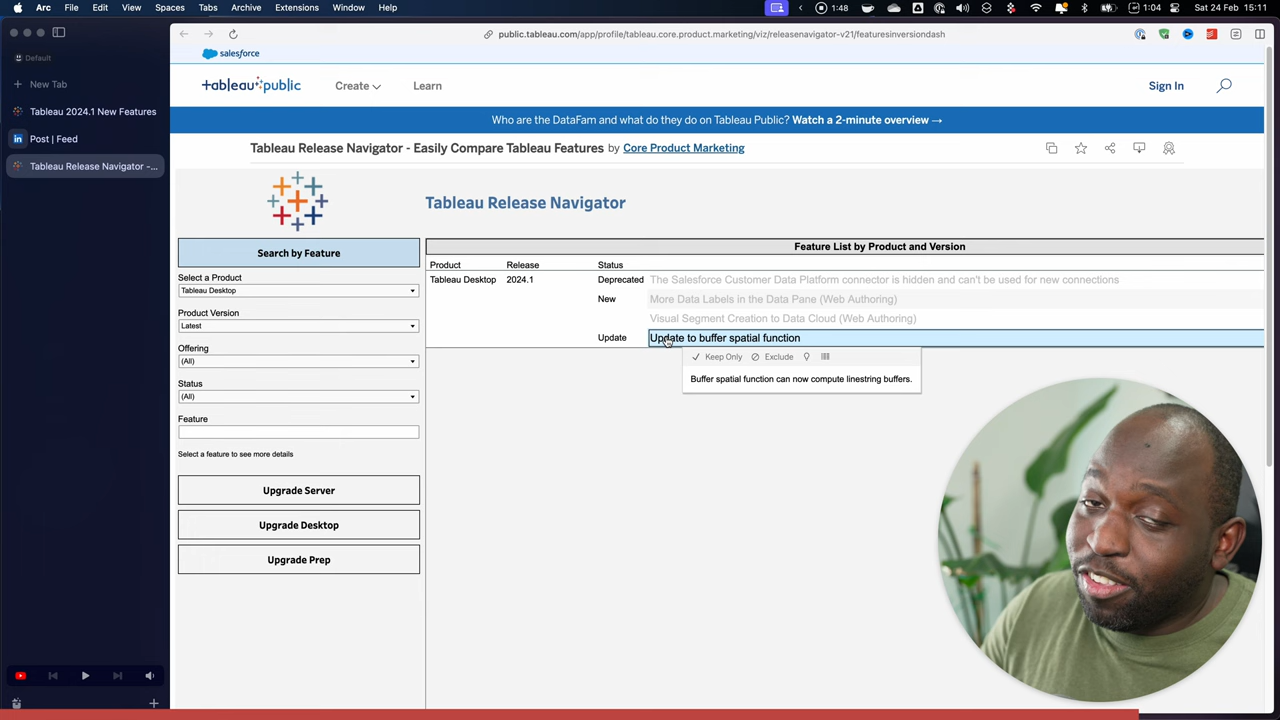 Arc File Edit View Spaces Tabs Archive Extensions Window Help
1:48 1:04 Sat 24 Feb 15:11
Default
New Tab
Tableau 2024.1 New Features
Post | Feed
Tableau Release Navigator -...
public.tableau.com/app/profile/tableau.core.product.marketing/viz/releasenavigator-v21/featuresinversiondash
salesforce
tableau public
Create
Learn
Sign In
Who are the DataFam and what do they do on Tableau Public? Watch a 2-minute overview →
Tableau Release Navigator - Easily Compare Tableau Features by Core Product Marketing
Tableau Release Navigator
Search by Feature
Select a Product
Tableau Desktop
Product Version
Latest
Offering
(All)
Status
(All)
Feature
Select a feature to see more details
Upgrade Server
Upgrade Desktop
Upgrade Prep
Feature List by Product and Version
Product Release Status
Tableau Desktop 2024.1 Deprecated The Salesforce Customer Data Platform connector is hidden and can't be used for new connections
New More Data Labels in the Data Pane (Web Authoring)
Visual Segment Creation to Data Cloud (Web Authoring)
Update Update to buffer spatial function
Keep Only Exclude
Buffer spatial function can now compute linestring buffers.